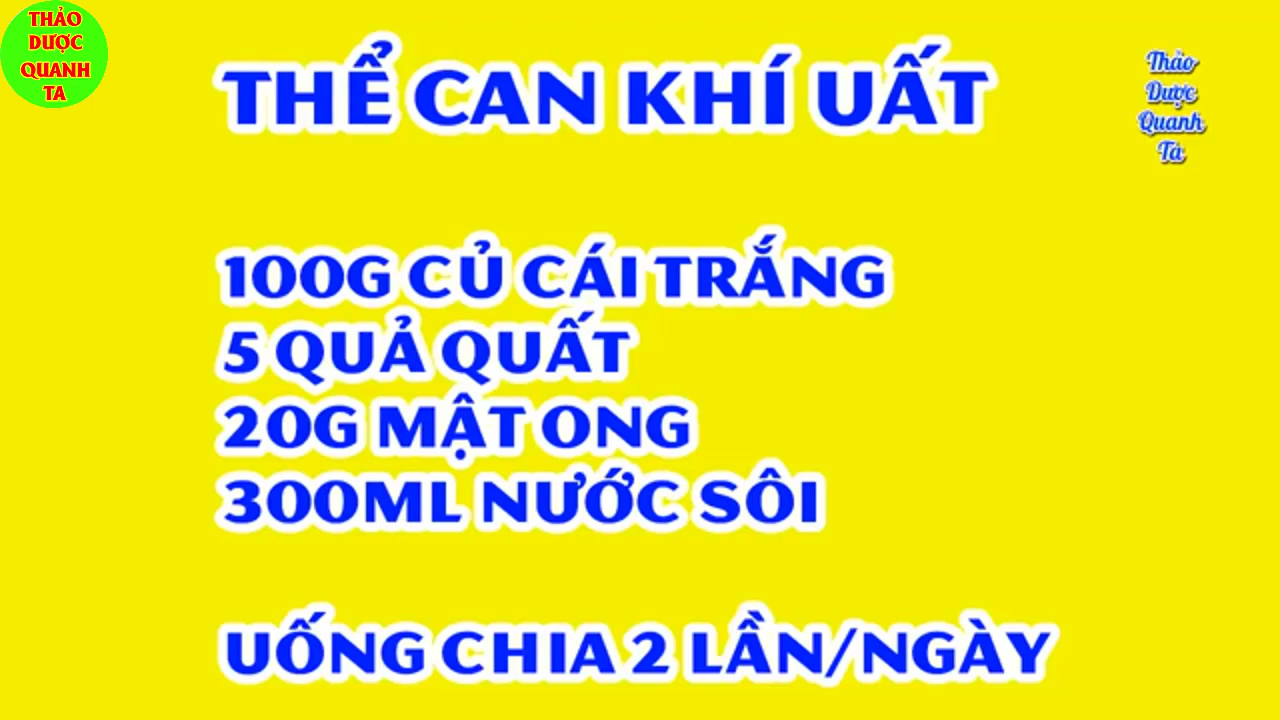 THẢO
DƯỢC
QUANH
TA
THỂ CAN KHÍ UẤT
Thảo
Dược
Quanh
Ta
100G CỦ CÁI TRẮNG
5 QUẢ QUẤT
20G MẬT ONG
300ML NƯỚC SÔI
UỐNG CHIA 2 LẦN/NGÀY